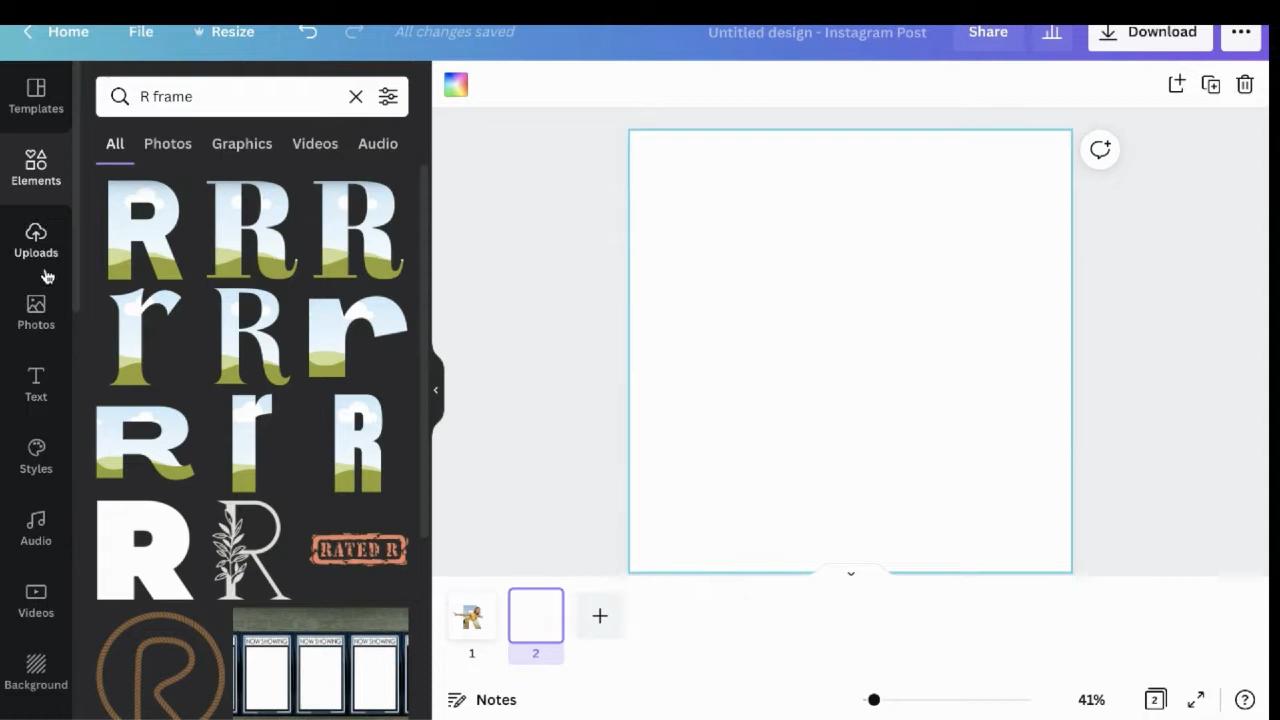 Home File Resize All changes saved Untitled design - Instagram Post Share Download
Templates
Elements
Uploads
Photos
Text
Styles
Audio
Videos
Background
R frame
All Photos Graphics Videos Audio
R R R
r R r
R r R
R R RATED R
R NOW SHOWING NOW SHOWING NOW SHOWING
1 2
Notes 41% 2